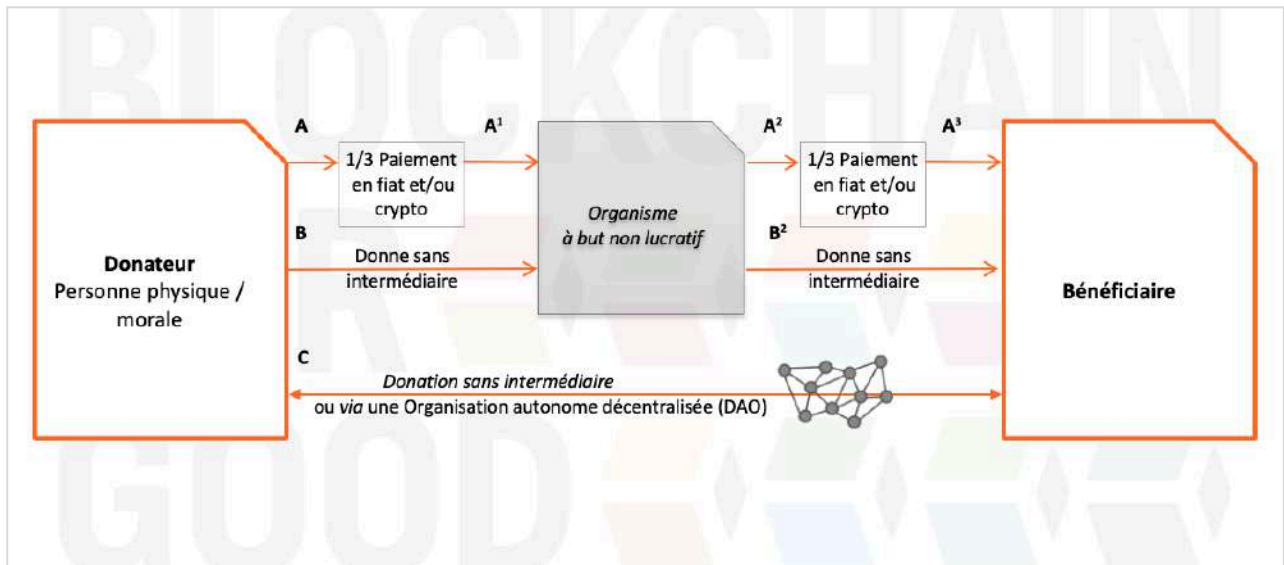 BLOCKCHAIN
FOR
GOOD
A
A¹
A²
A³
1/3 Paiement
en fiat et/ou
crypto
1/3 Paiement
en fiat et/ou
crypto
Organisme
à but non lucratif
B
B²
Donne sans
intermédiaire
Donne sans
intermédiaire
Donateur
Personne physique /
morale
Bénéficiaire
C
Donation sans intermédiaire
ou via une Organisation autonome décentralisée (DAO)